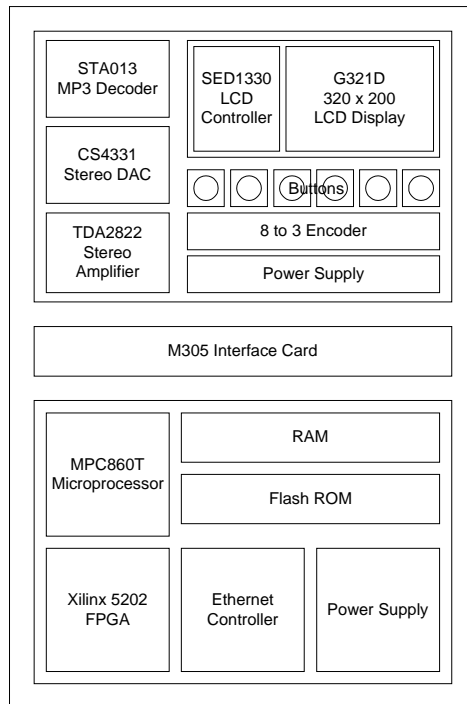 STA013
MP3 Decoder
SED1330
LCD
Controller
G321D
320 x 200
LCD Display
CS4331
Stereo DAC
Buttons
TDA2822
Stereo
Amplifier
8 to 3 Encoder
Power Supply
M305 Interface Card
MPC860T
Microprocessor
RAM
Flash ROM
Xilinx 5202
FPGA
Ethernet
Controller
Power Supply